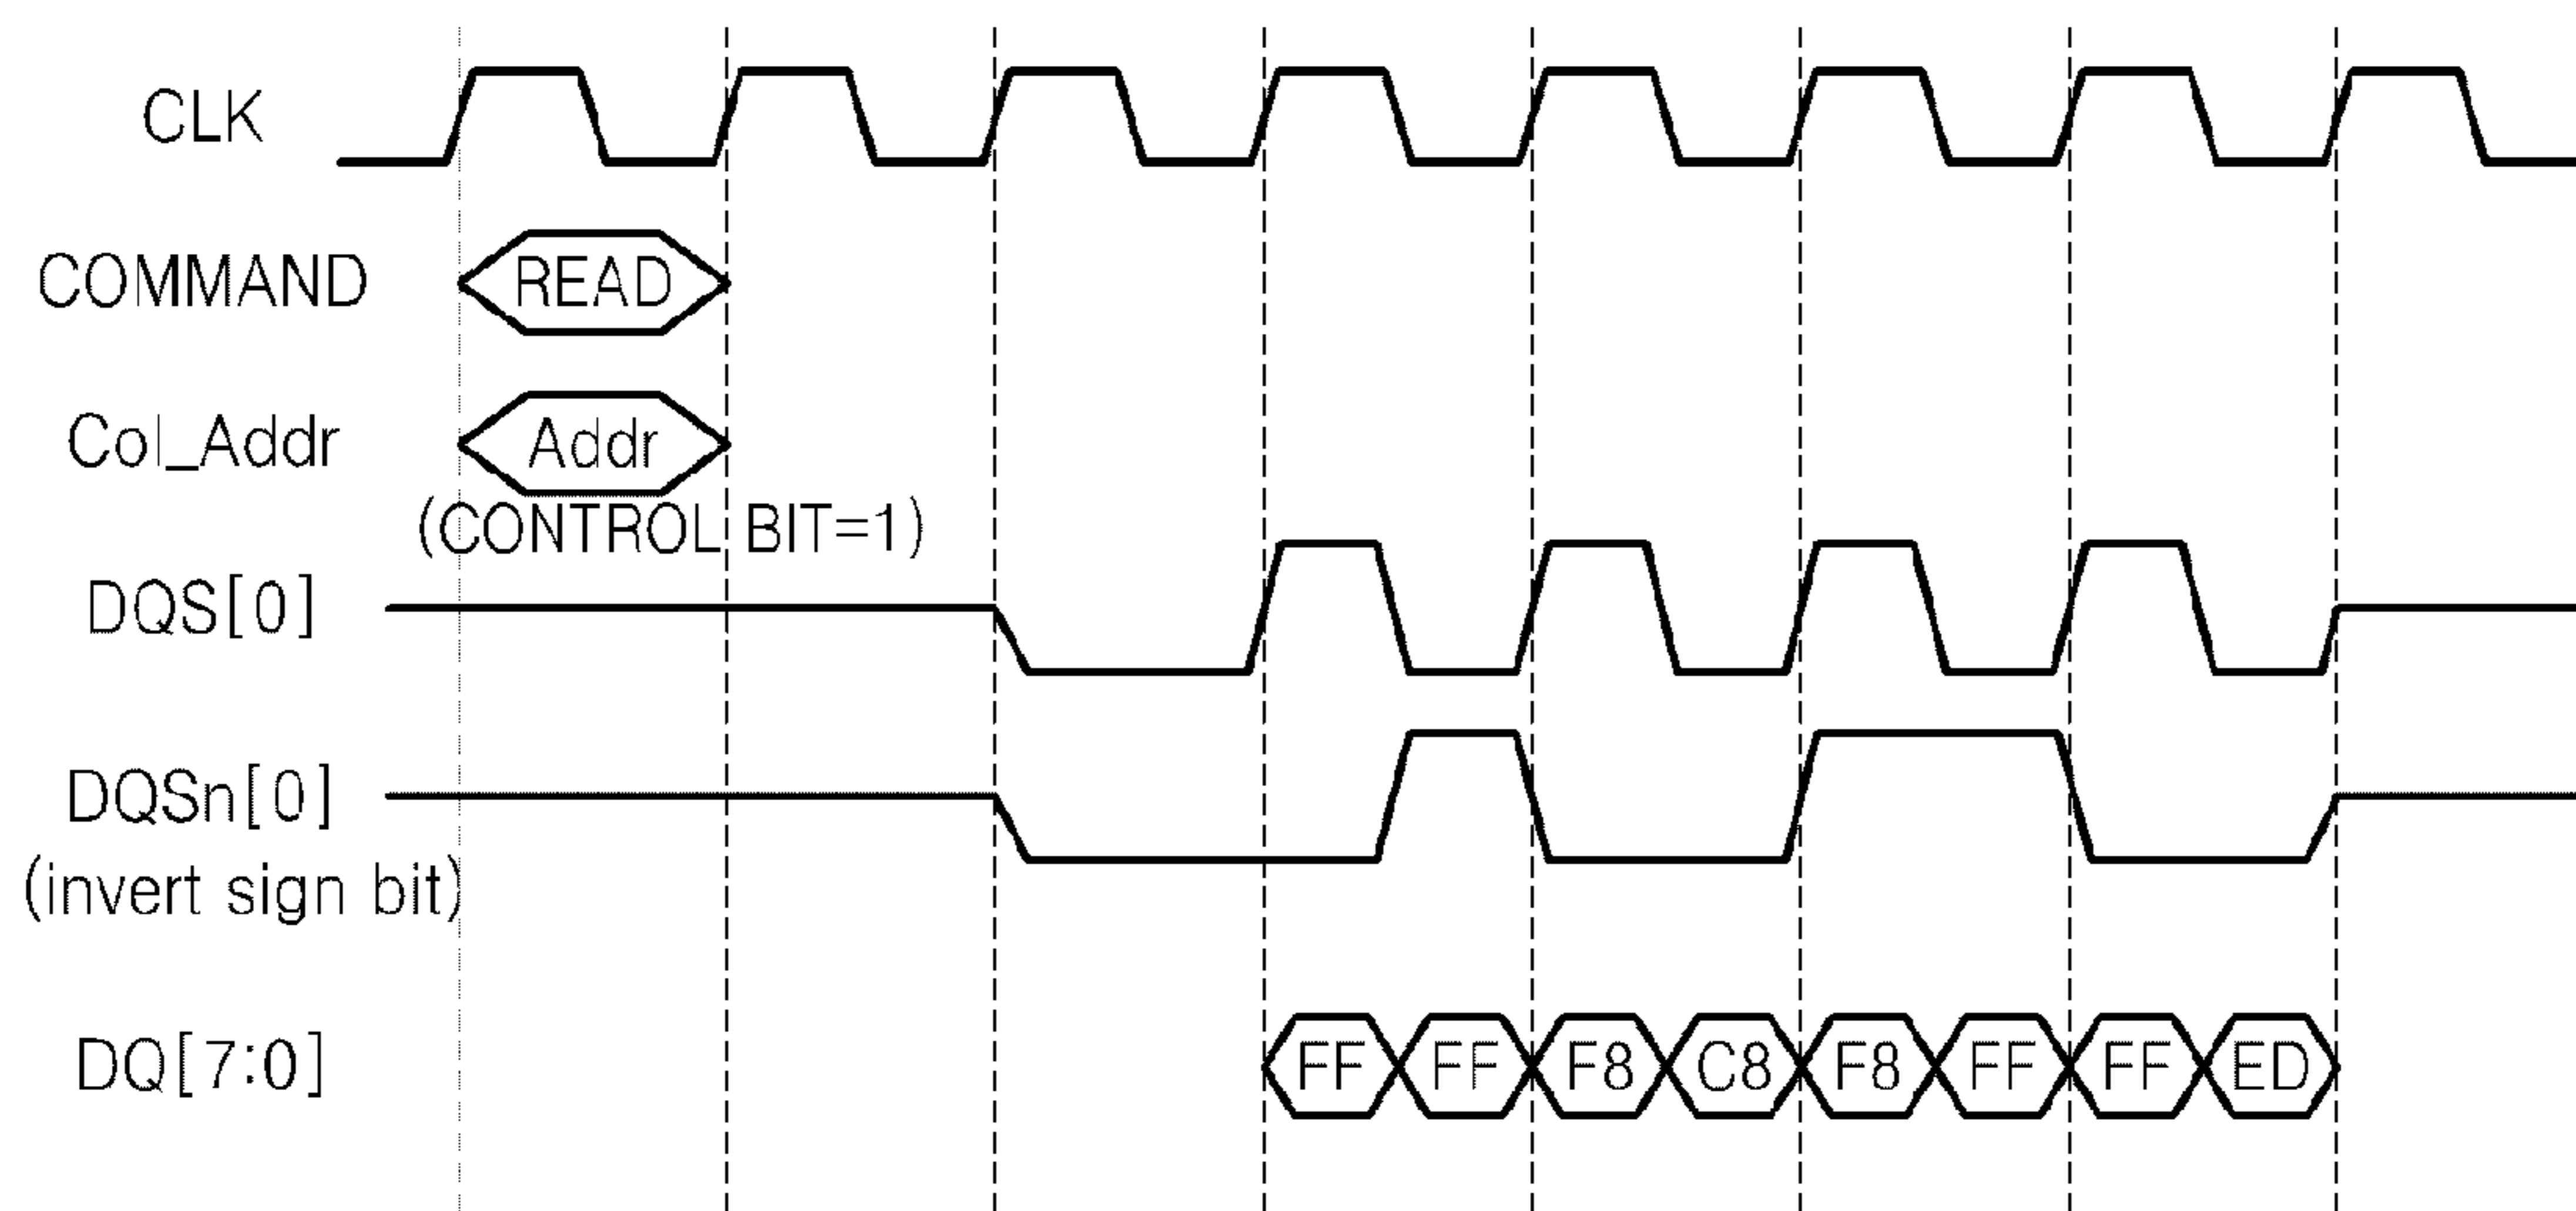 CLK
COMMAND READ
Col_Addr Addr
(CONTROL BIT=1)
DQS[0]
DQSn[0]
(invert sign bit)
DQ[7:0] FF FF F8 C8 F8 FF FF ED